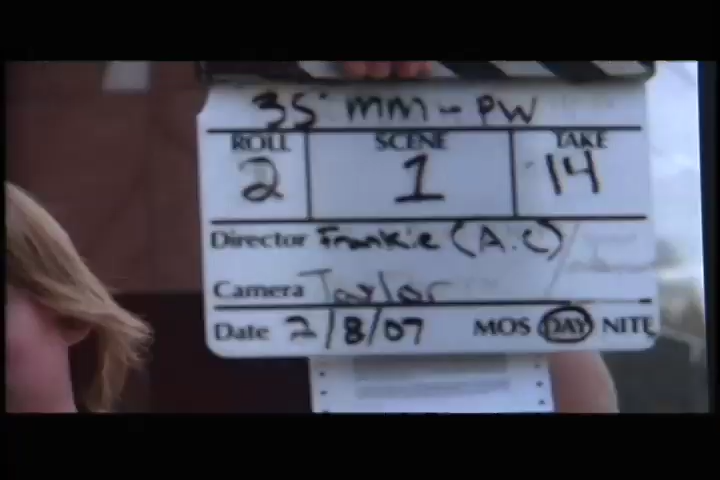 35 MM - PW
ROLL SCENE TAKE
2 1 14
Director Frankie (A.C)
Camera Taylor
Date 2/8/07 MOS DAY NITE